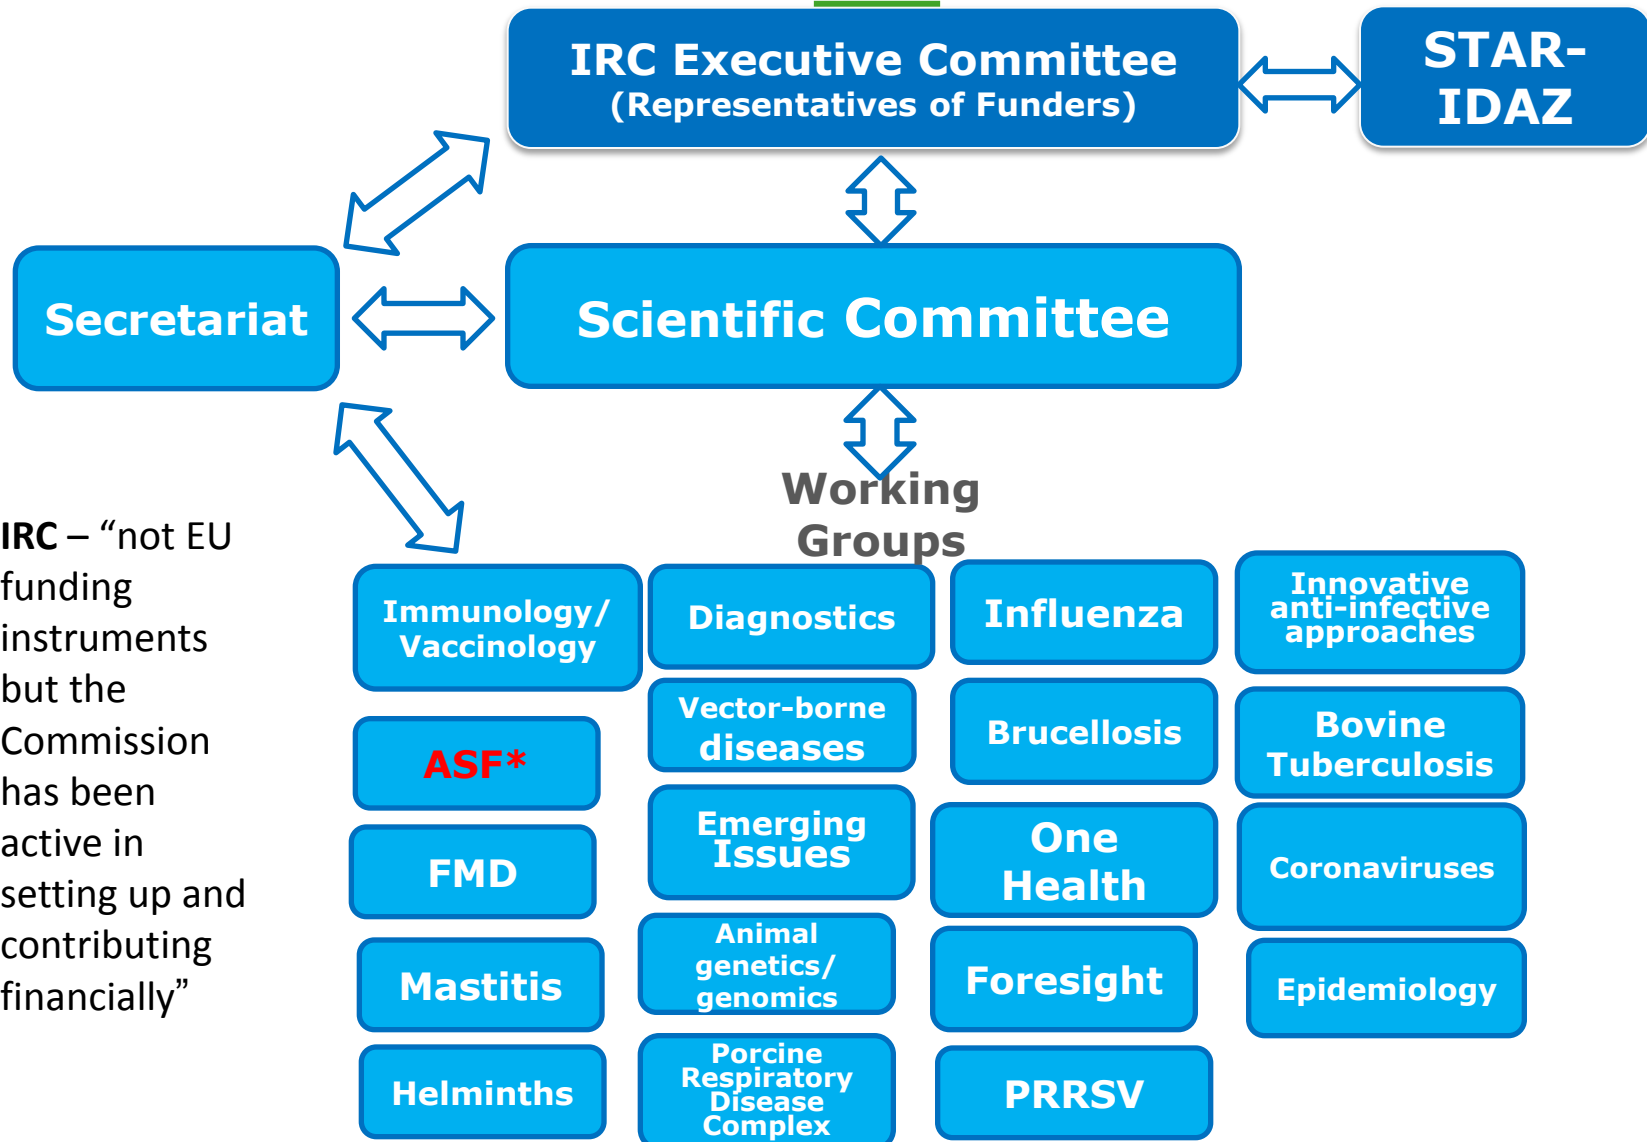 IRC Executive Committee
(Representatives of Funders)
STAR-
IDAZ
Secretariat
Scientific Committee
Working
Groups
IRC – “not EU
funding
instruments
but the
Commission
has been
active in
setting up and
contributing
financially”
Immunology/
Vaccinology
ASF*
FMD
Mastitis
Helminths
Diagnostics
Vector-borne
diseases
Emerging
Issues
Animal
genetics/
genomics
Porcine
Respiratory
Disease
Complex
Influenza
Brucellosis
One
Health
Foresight
PRRSV
Innovative
anti-infective
approaches
Bovine
Tuberculosis
Coronaviruses
Epidemiology